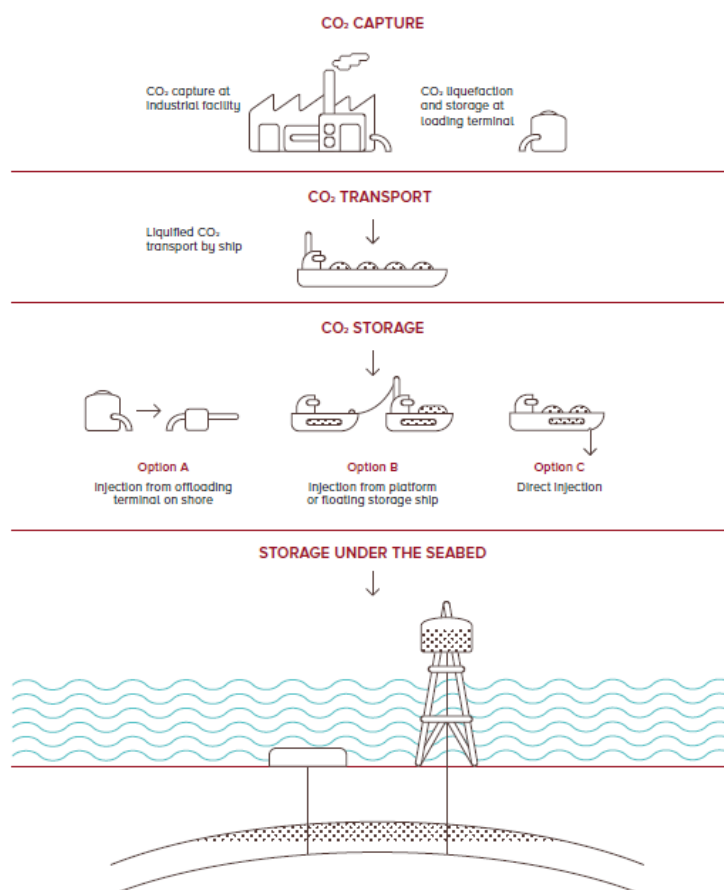 CO₂ CAPTURE
CO₂ capture at
industrial facility
CO₂ liquefaction
and storage at
loading terminal
CO₂ TRANSPORT
Liquified CO₂
transport by ship
CO₂ STORAGE
Option A
Injection from offloading
terminal on shore
Option B
Injection from platform
or floating storage ship
Option C
Direct Injection
STORAGE UNDER THE SEABED